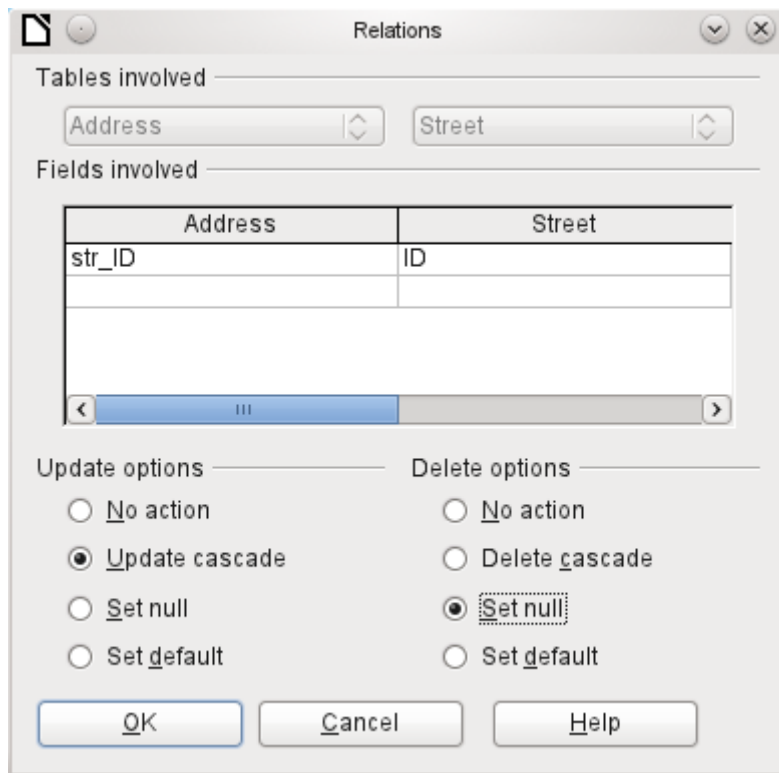 Relations
Tables involved
Address Street
Fields involved
Address Street
str_ID ID
Update options Delete options
No action No action
Update cascade Delete cascade
Set null Set null
Set default Set default
OK Cancel Help